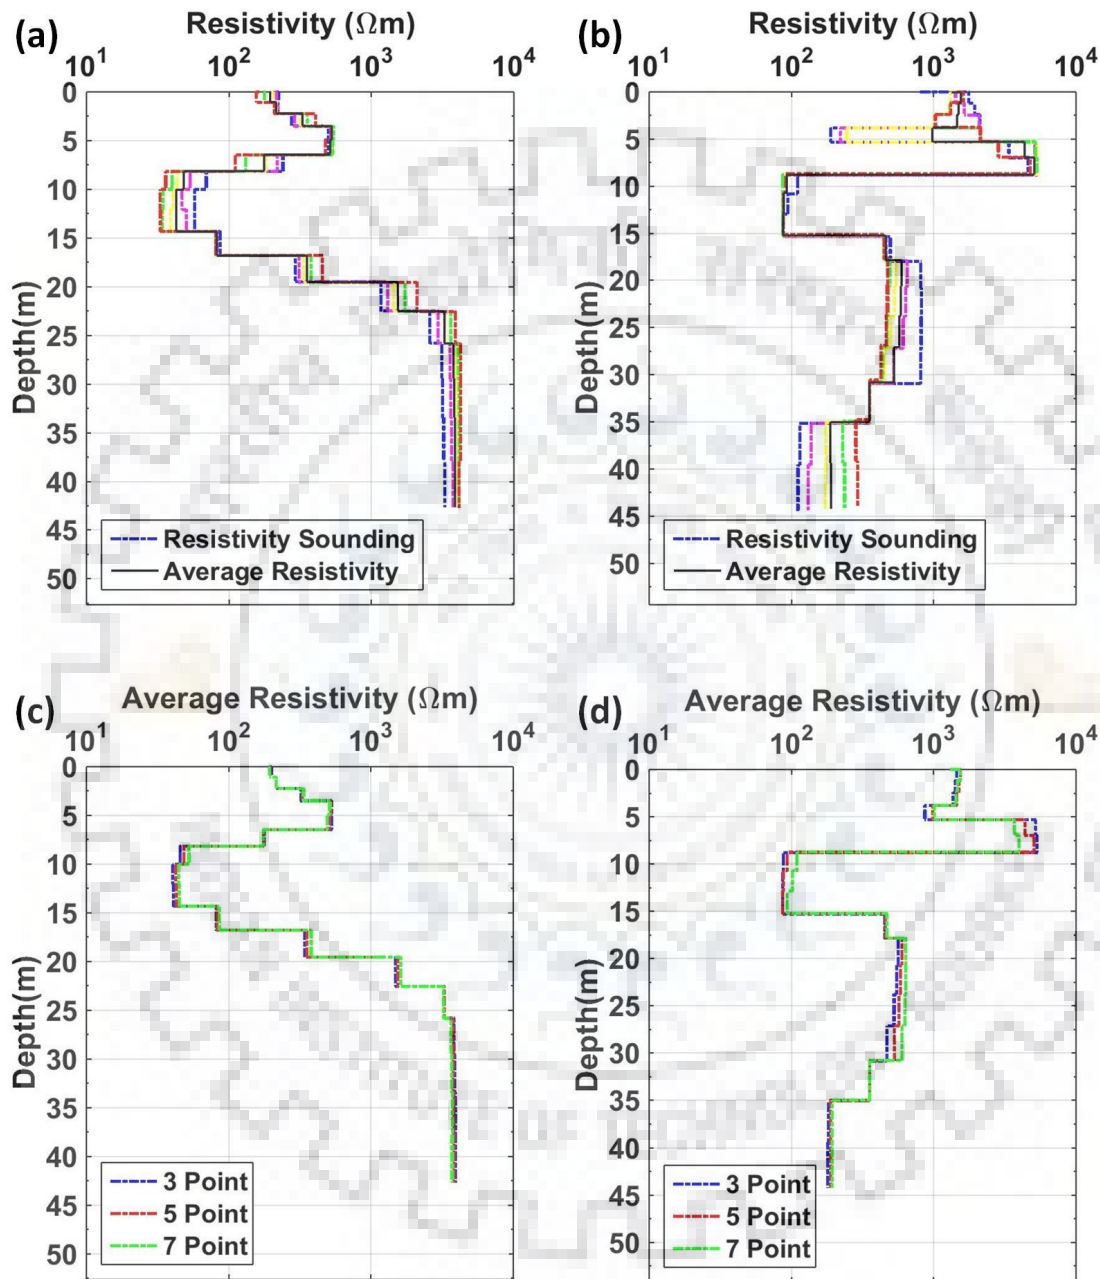 (a)
Resistivity (Ωm)
10¹ 10² 10³ 10⁴
0
5
10
15
20
25
30
35
40
45
50
Depth(m)
Resistivity Sounding
Average Resistivity
(b)
Resistivity (Ωm)
10¹ 10² 10³ 10⁴
0
5
10
15
20
25
30
35
40
45
50
Depth(m)
Resistivity Sounding
Average Resistivity
(c)
Average Resistivity (Ωm)
10¹ 10² 10³ 10⁴
0
5
10
15
20
25
30
35
40
45
50
Depth(m)
3 Point
5 Point
7 Point
(d)
Average Resistivity (Ωm)
10¹ 10² 10³ 10⁴
0
5
10
15
20
25
30
35
40
45
50
Depth(m)
3 Point
5 Point
7 Point